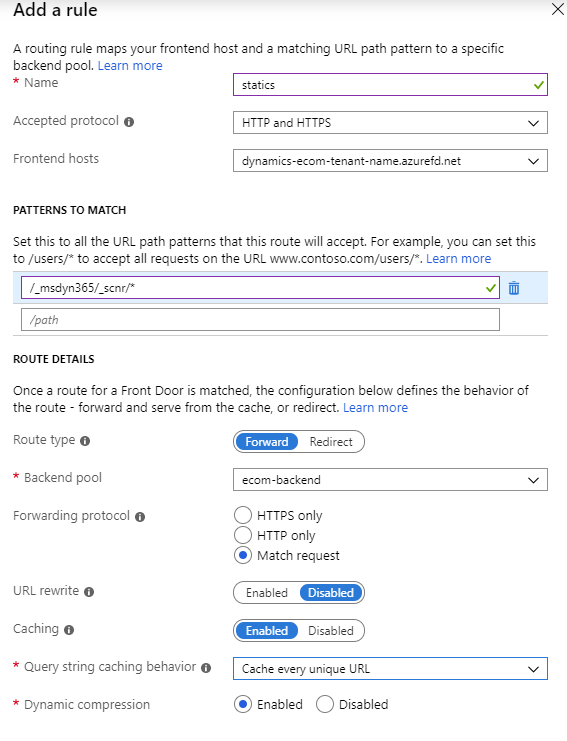 Add a rule
A routing rule maps your frontend host and a matching URL path pattern to a specific
backend pool. Learn more
* Name
statics
Accepted protocol
HTTP and HTTPS
Frontend hosts
dynamics-ecom-tenant-name.azurefd.net
PATTERNS TO MATCH
Set this to all the URL path patterns that this route will accept. For example, you can set this
to /users/* to accept all requests on the URL www.contoso.com/users/*. Learn more
/_msdyn365/_scnr/*
/path
ROUTE DETAILS
Once a route for a Front Door is matched, the configuration below defines the behavior of
the route - forward and serve from the cache, or redirect. Learn more
Route type
Forward Redirect
* Backend pool
ecom-backend
Forwarding protocol
HTTPS only
HTTP only
Match request
URL rewrite
Enabled Disabled
Caching
Enabled Disabled
* Query string caching behavior
Cache every unique URL
* Dynamic compression
Enabled Disabled